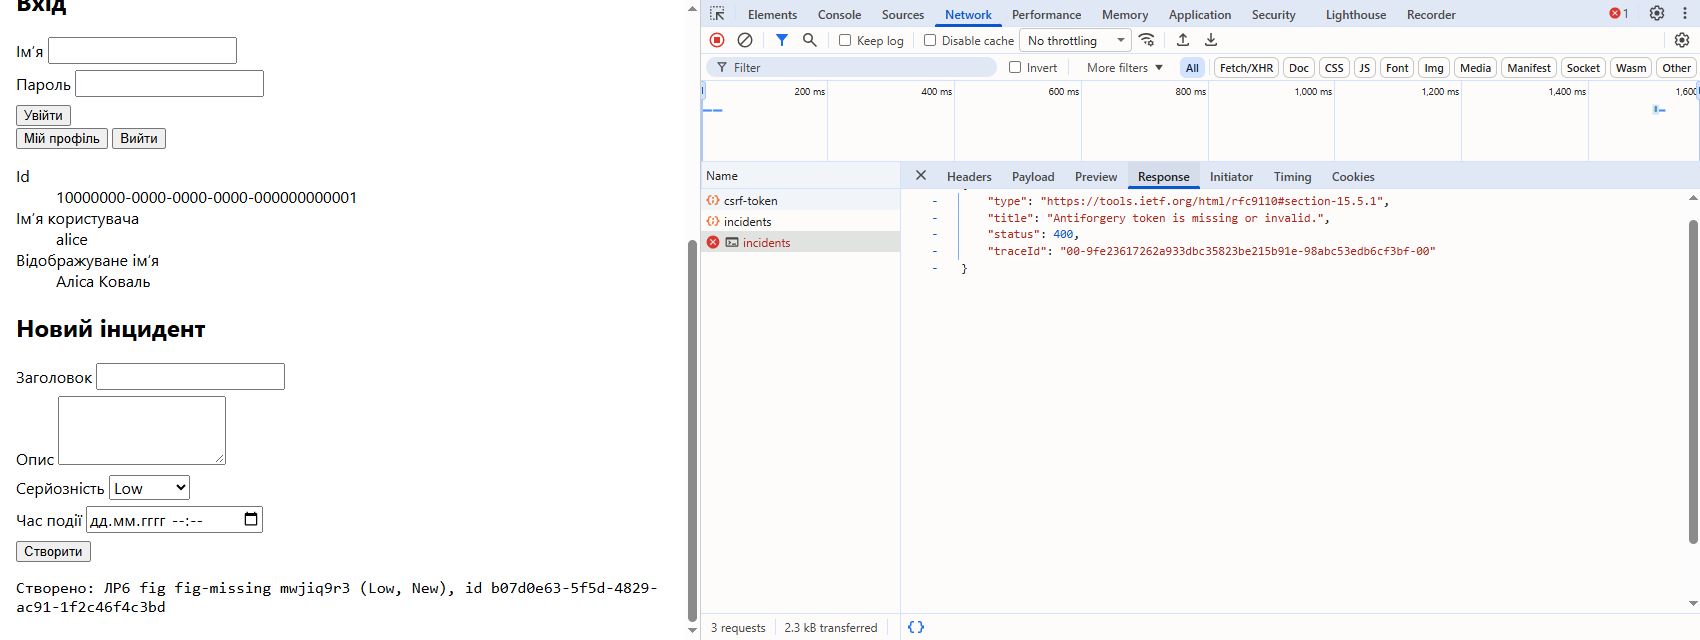 Вхід
Ім'я
Пароль
Увійти
Мій профіль Вийти
Id
10000000-0000-0000-0000-000000000001
Ім'я користувача
alice
Відображуване ім'я
Аліса Коваль
Новий інцидент
Заголовок
Опис
Серйозність Low
Час події дд.мм.гггг --:--
Створити
Створено: ЛР6 fig fig-missing mwjiq9r3 (Low, New), id b07d0e63-5f5d-4829-
ac91-1f2c46f4c3bd
Elements Console Sources Network Performance Memory Application Security Lighthouse Recorder 1
Keep log Disable cache No throttling
Filter Invert More filters All Fetch/XHR Doc CSS JS Font Img Media Manifest Socket Wasm Other
200 ms 400 ms 600 ms 800 ms 1,000 ms 1,200 ms 1,400 ms
Name
csrf-token
incidents
incidents
Headers Payload Preview Response Initiator Timing Cookies
"type": "https://tools.ietf.org/html/rfc9110#section-15.5.1",
"title": "Antiforgery token is missing or invalid.",
"status": 400,
"traceId": "00-9fe23617262a933dbc35823be215b91e-98abc53edb6cf3bf-00"
}
3 requests 2.3 kB transferred {}